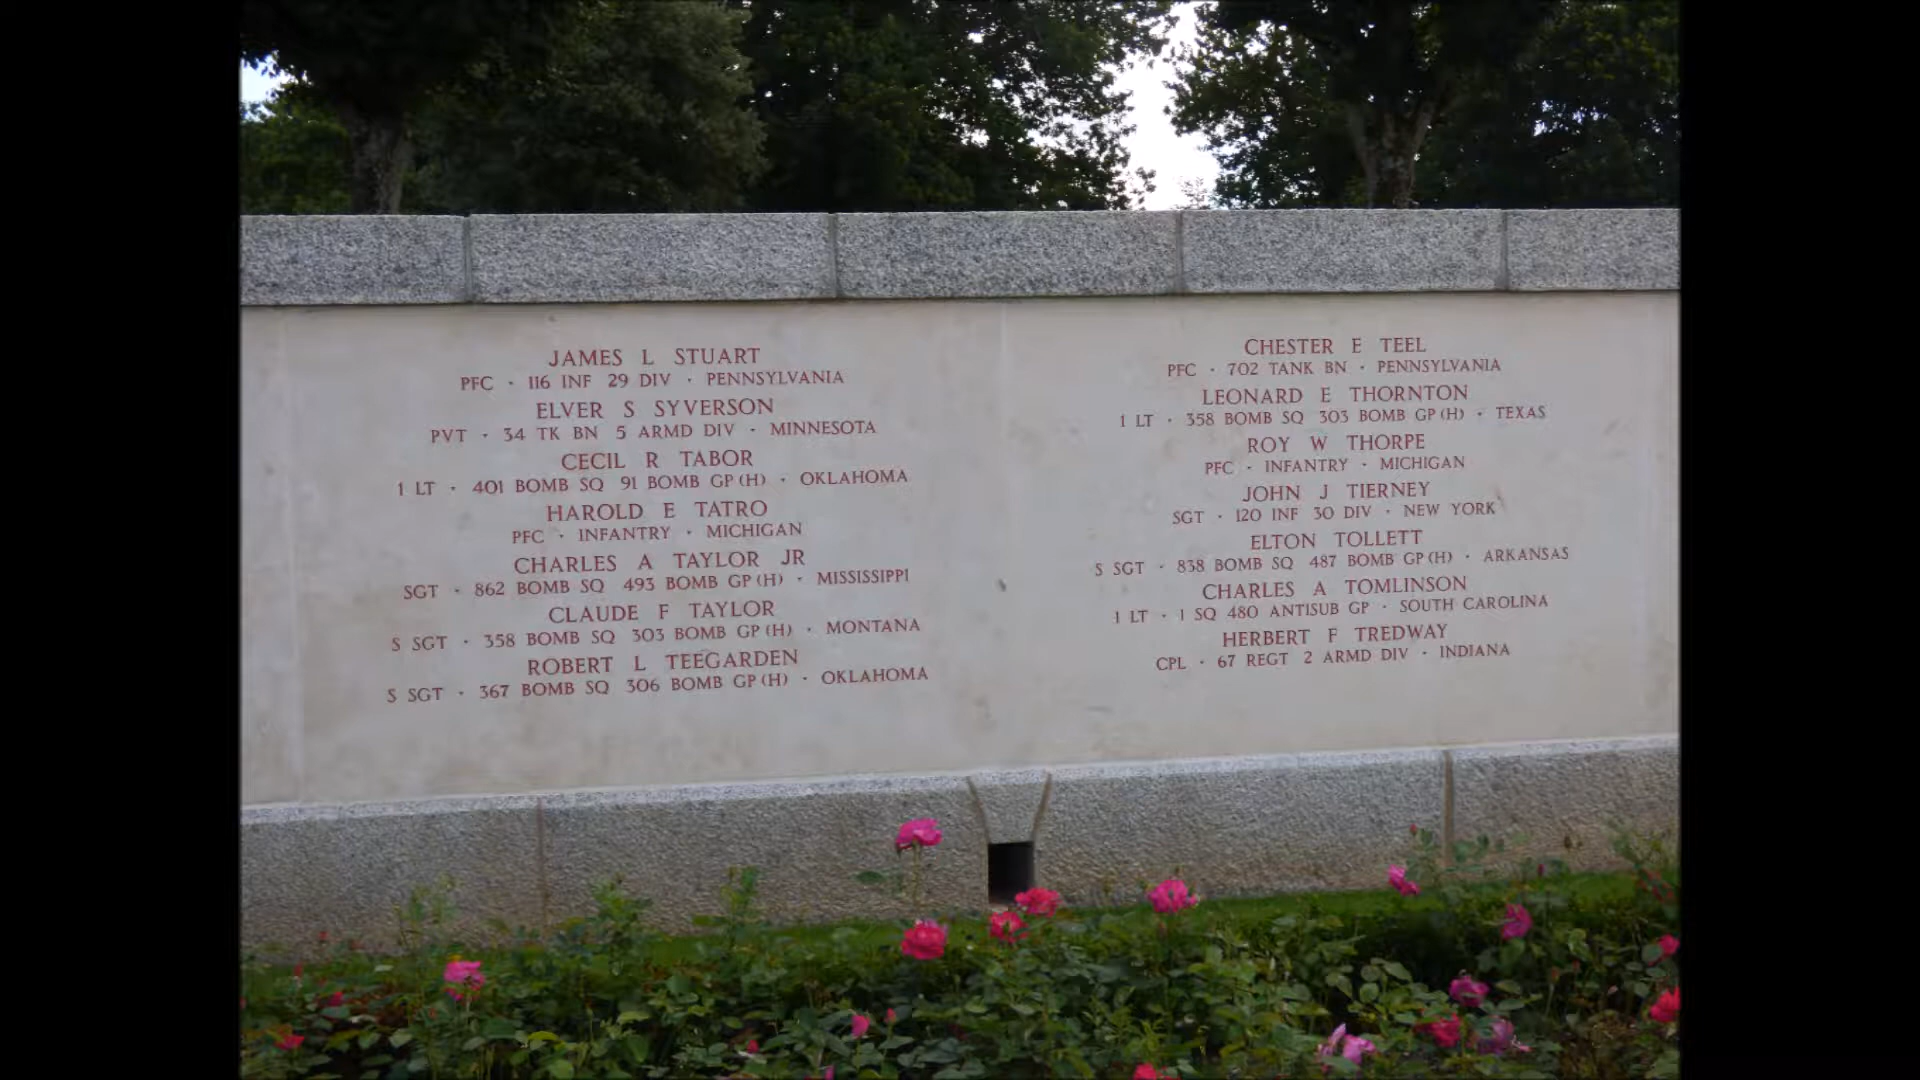 JAMES L STUART
PFC · 116 INF 29 DIV · PENNSYLVANIA
ELVER S SYVERSON
PVT · 34 TK BN 5 ARMD DIV · MINNESOTA
CECIL R TABOR
1 LT · 401 BOMB SQ 91 BOMB GP (H) · OKLAHOMA
HAROLD E TATRO
PFC · INFANTRY · MICHIGAN
CHARLES A TAYLOR JR
SGT · 862 BOMB SQ 493 BOMB GP (H) · MISSISSIPPI
CLAUDE F TAYLOR
S SGT · 358 BOMB SQ 303 BOMB GP (H) · MONTANA
ROBERT L TEEGARDEN
S SGT · 367 BOMB SQ 306 BOMB GP (H) · OKLAHOMA
CHESTER E TEEL
PFC · 702 TANK BN · PENNSYLVANIA
LEONARD E THORNTON
1 LT · 358 BOMB SQ 303 BOMB GP (H) · TEXAS
ROY W THORPE
PFC · INFANTRY · MICHIGAN
JOHN J TIERNEY
SGT · 120 INF 30 DIV · NEW YORK
ELTON TOLLETT
S SGT · 838 BOMB SQ 487 BOMB GP (H) · ARKANSAS
CHARLES A TOMLINSON
1 LT · 1 SQ 480 ANTISUB GP · SOUTH CAROLINA
HERBERT F TREDWAY
CPL · 67 REGT 2 ARMD DIV · INDIANA